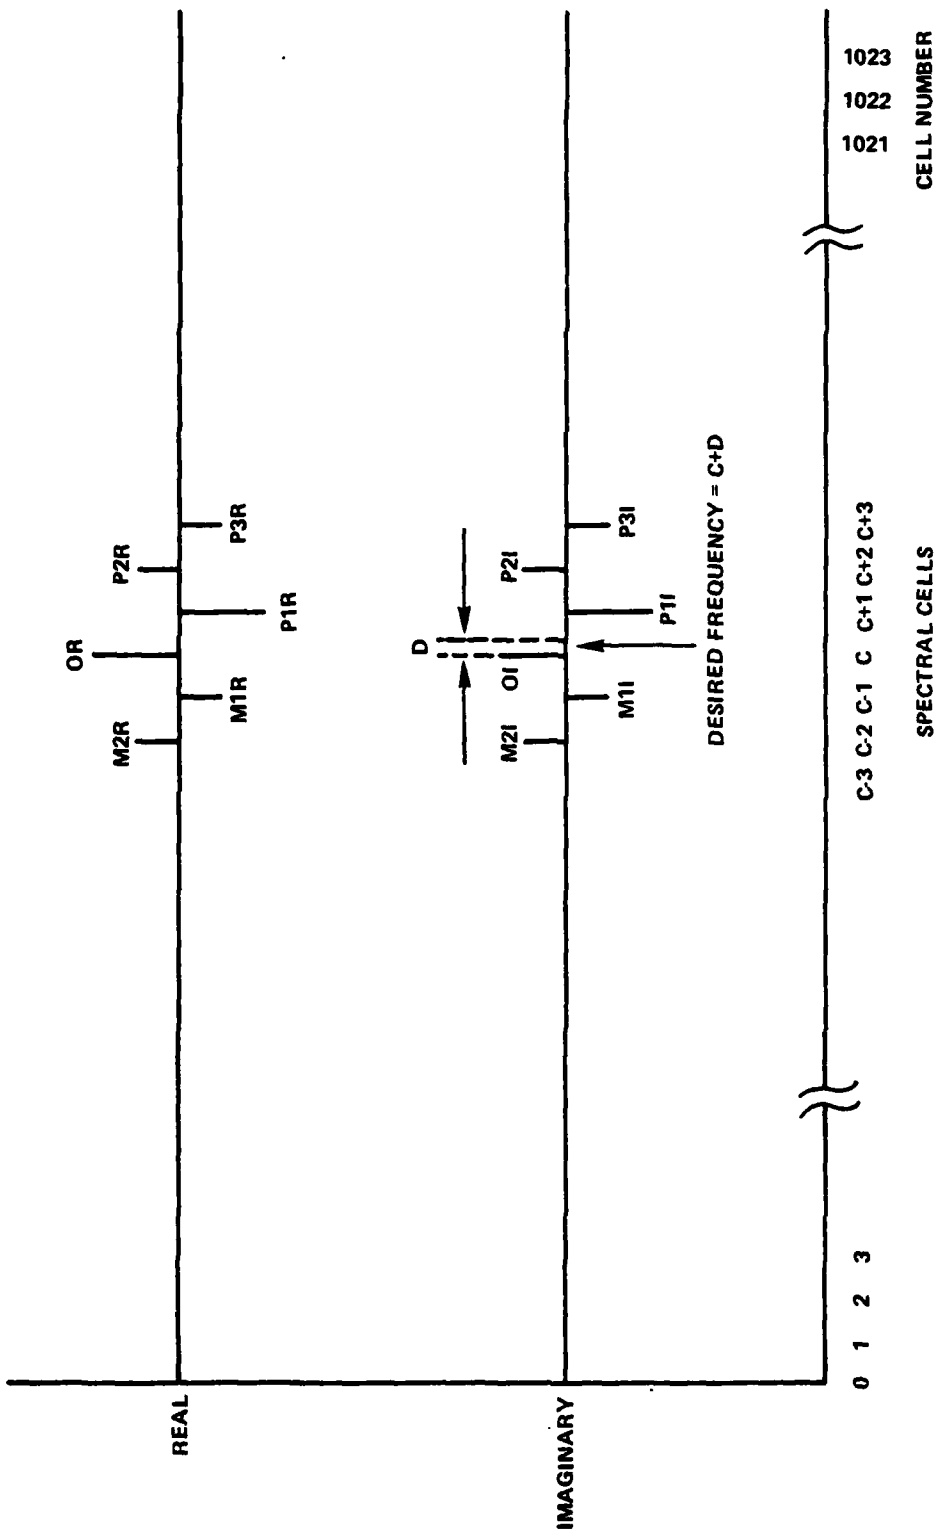 REAL
M2R
M1R
OR
P1R
P2R
P3R
IMAGINARY
M2I
M1I
OI
D
P1I
P2I
P3I
DESIRED FREQUENCY = C+D
0 1 2 3 C-3 C-2 C-1 C C+1 C+2 C+3 1021 1022 1023
SPECTRAL CELLS
CELL NUMBER